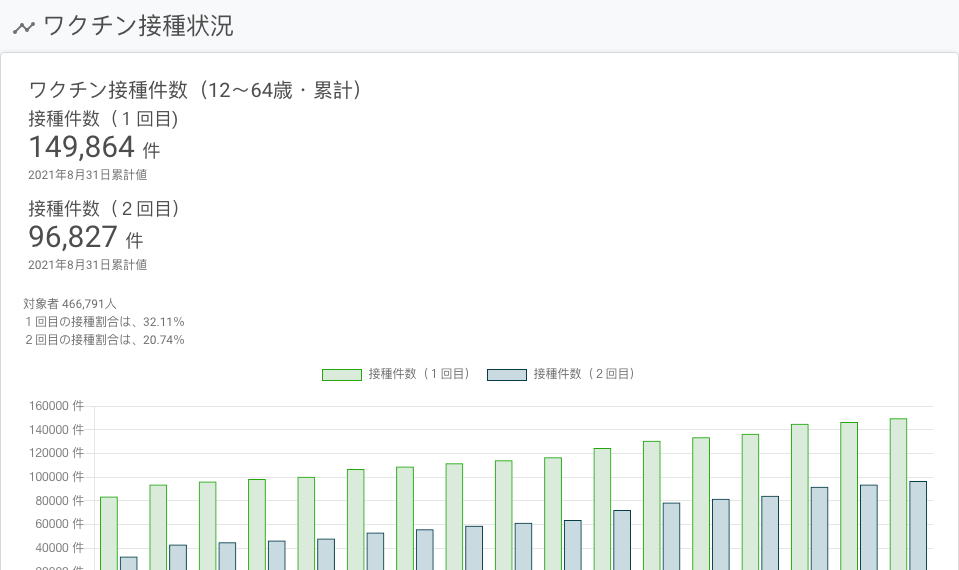 ワクチン接種状況
ワクチン接種件数（12～64歳・累計）
接種件数（１回目)
149,864 件
2021年8月31日累計値
接種件数（２回目）
96,827 件
2021年8月31日累計値
対象者 466,791人
１回目の接種割合は、32.11%
２回目の接種割合は、20.74%
接種件数（１回目） 接種件数（２回目）
160000 件
140000 件
120000 件
100000 件
80000 件
60000 件
40000 件